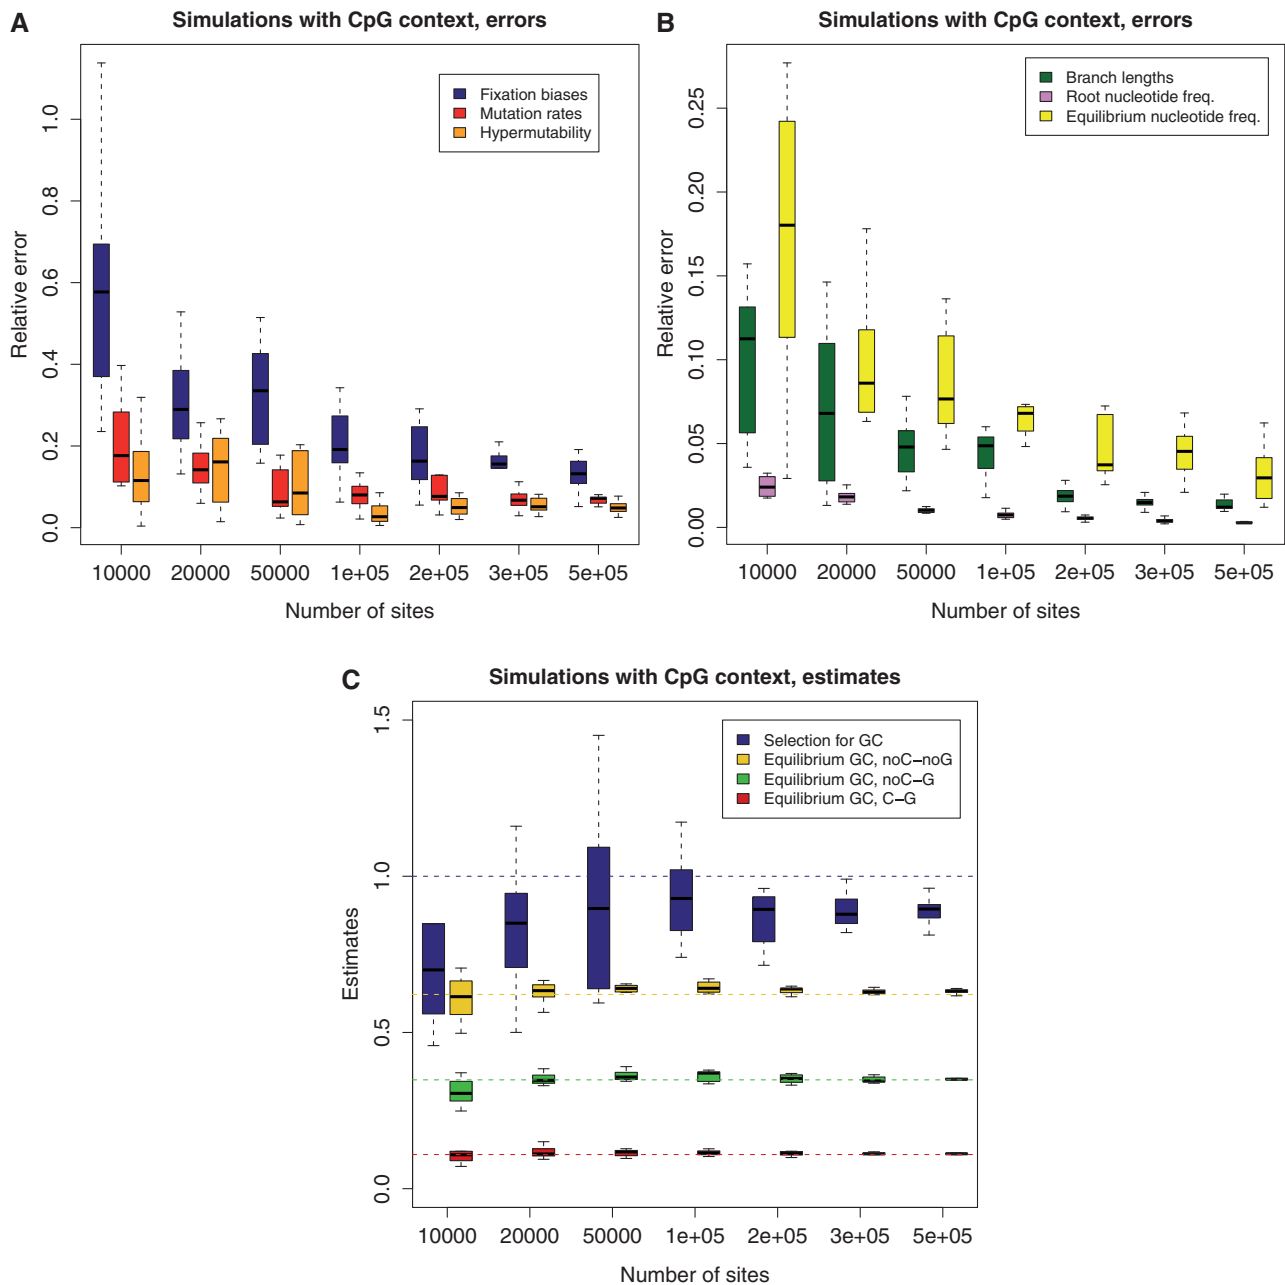 A
Simulations with CpG context, errors
Relative error
0.0
0.2
0.4
0.6
0.8
1.0
Fixation biases
Mutation rates
Hypermutability
10000 20000 50000 1e+05 2e+05 3e+05 5e+05
Number of sites
B
Simulations with CpG context, errors
Relative error
0.00
0.05
0.10
0.15
0.20
0.25
Branch lengths
Root nucleotide freq.
Equilibrium nucleotide freq.
10000 20000 50000 1e+05 2e+05 3e+05 5e+05
Number of sites
C
Simulations with CpG context, estimates
Estimates
0.0
0.5
1.0
1.5
Selection for GC
Equilibrium GC, noC−noG
Equilibrium GC, noC−G
Equilibrium GC, C−G
10000 20000 50000 1e+05 2e+05 3e+05 5e+05
Number of sites